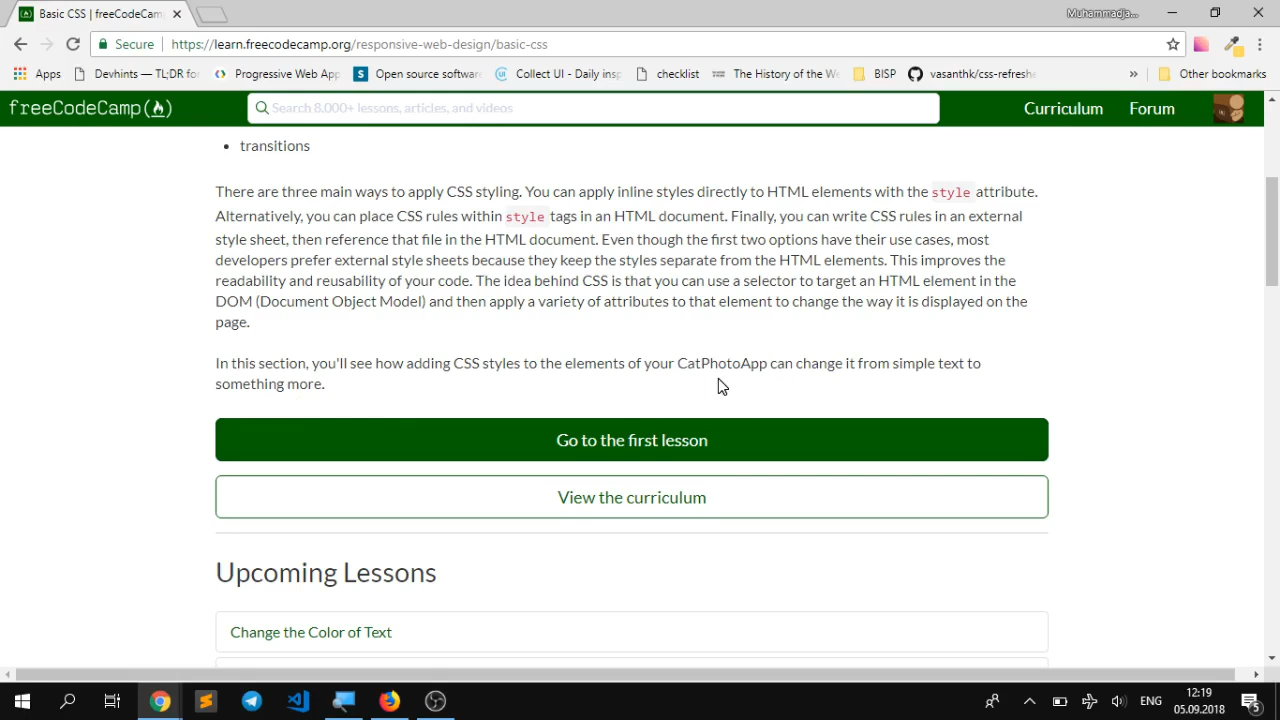 Basic CSS | freeCodeCam
Muhammadja...
Secure
https://learn.freecodecamp.org/responsive-web-design/basic-css
Apps
Devhints — TL;DR fo
Progressive Web App
Open source softwa
Collect UI - Daily insp
checklist
The History of the W
BISP
vasanthk/css-refresh
»
Other bookmarks
freeCodeCamp
Search 8,000+ lessons, articles, and videos
Curriculum
Forum
• transitions
There are three main ways to apply CSS styling. You can apply inline styles directly to HTML elements with the style attribute.
Alternatively, you can place CSS rules within style tags in an HTML document. Finally, you can write CSS rules in an external
style sheet, then reference that file in the HTML document. Even though the first two options have their use cases, most
developers prefer external style sheets because they keep the styles separate from the HTML elements. This improves the
readability and reusability of your code. The idea behind CSS is that you can use a selector to target an HTML element in the
DOM (Document Object Model) and then apply a variety of attributes to that element to change the way it is displayed on the
page.
In this section, you'll see how adding CSS styles to the elements of your CatPhotoApp can change it from simple text to
something more.
Go to the first lesson
View the curriculum
Upcoming Lessons
Change the Color of Text
ENG
12:19
05.09.2018
5